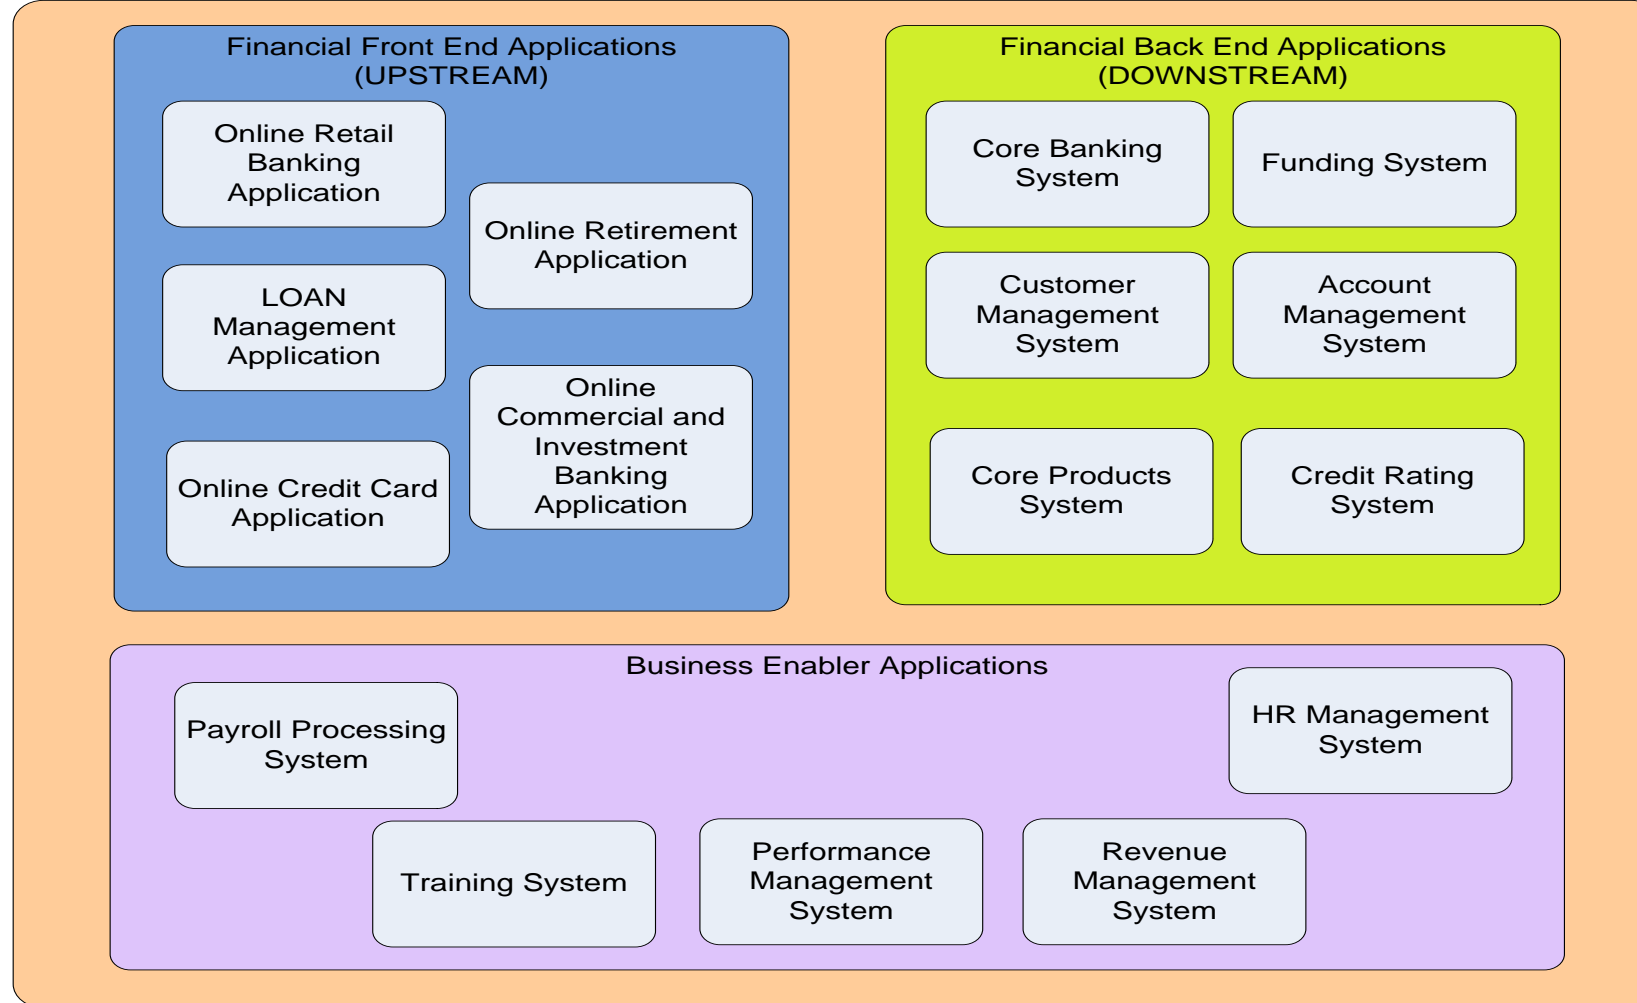 Financial Front End Applications
(UPSTREAM)
Online Retail
Banking
Application
Online Retirement
Application
LOAN
Management
Application
Online
Commercial and
Investment
Banking
Application
Online Credit Card
Application
Financial Back End Applications
(DOWNSTREAM)
Core Banking
System
Funding System
Customer
Management
System
Account
Management
System
Core Products
System
Credit Rating
System
Business Enabler Applications
Payroll Processing
System
HR Management
System
Training System
Performance
Management
System
Revenue
Management
System